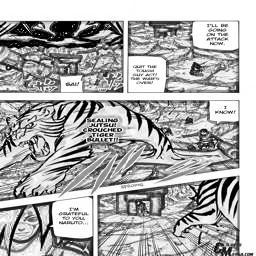 I'LL BE
GOING
ON THE
ATTACK
NOW.
QUIT THE
TOUGH
GUY ACT!
THE WAR'S
OVER!
SAI!
I
KNOW!
SEALING
JUTSU!
CROUCHED
TIGER
BULLET!!
I'M
GRATEFUL
TO YOU
NARUTO...